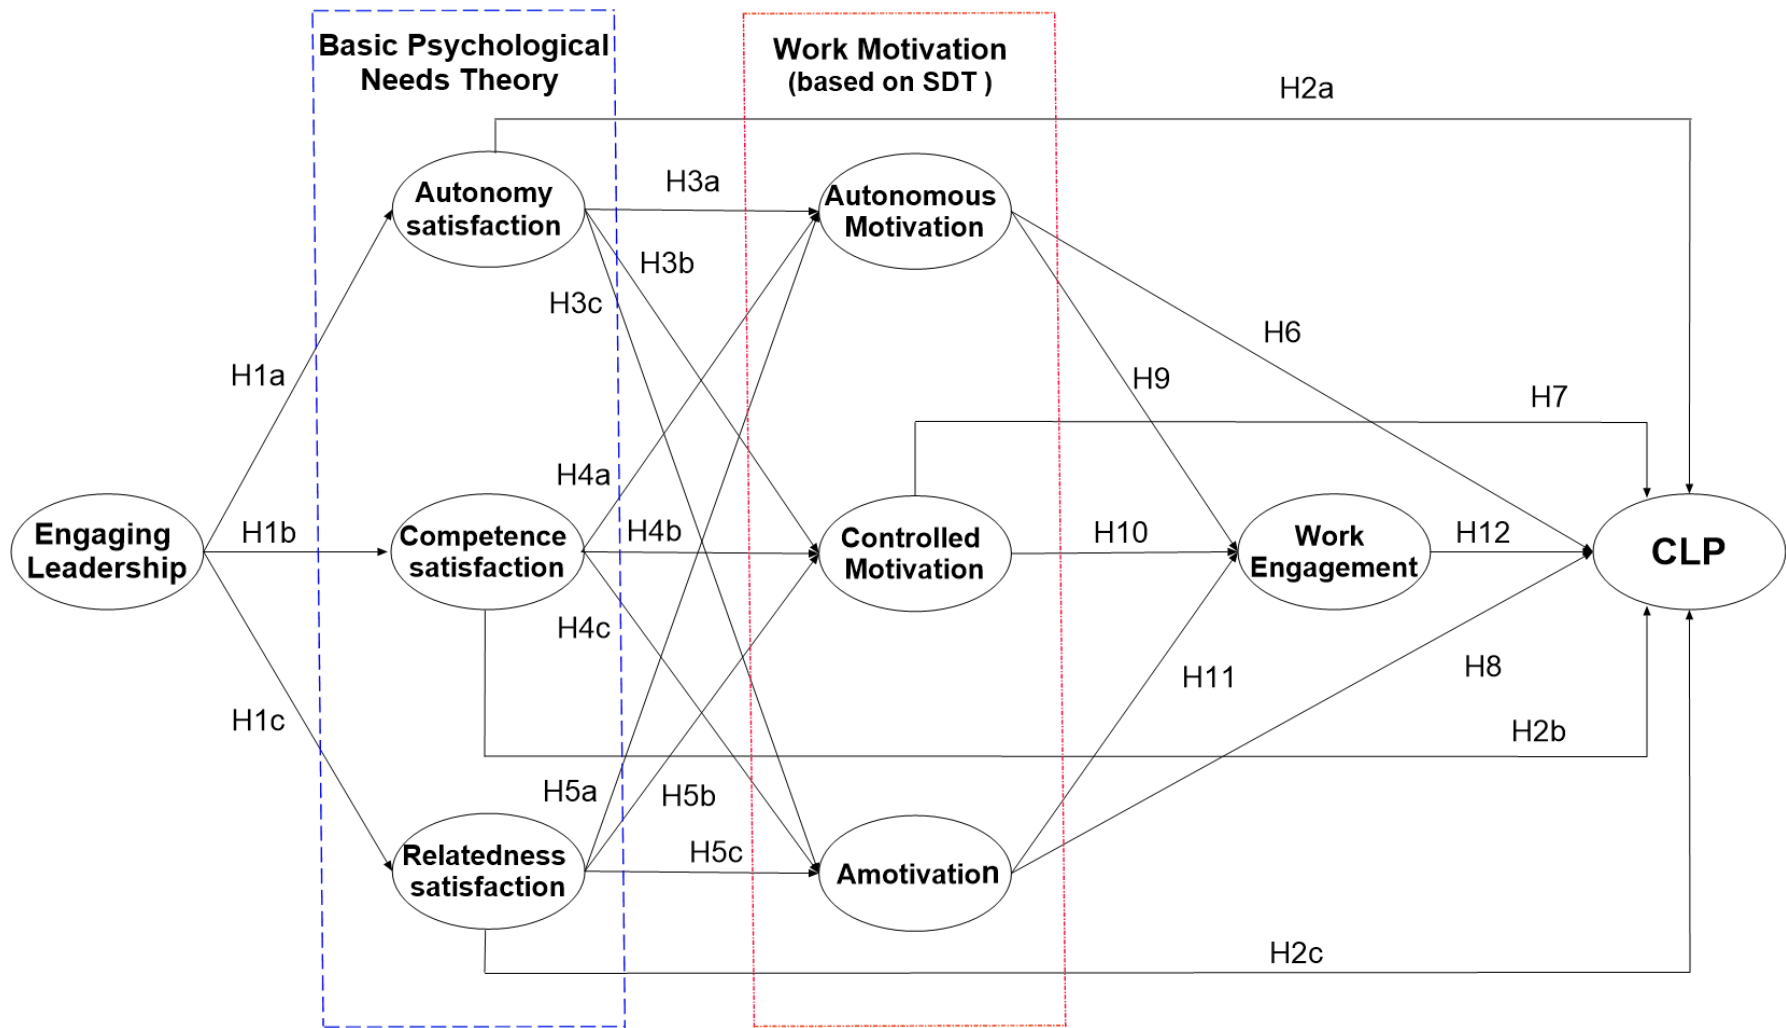 Basic Psychological
Needs Theory
Work Motivation
(based on SDT )
H2a
Autonomy
satisfaction
H3a
Autonomous
Motivation
H3b
H3c
H6
H1a
H9
H7
H4a
Engaging
Leadership
H1b
Competence
satisfaction
H4b
Controlled
Motivation
H10
Work
Engagement
H12
CLP
H4c
H11
H8
H1c
H2b
H5a
H5b
Relatedness
satisfaction
H5c
Amotivation
H2c